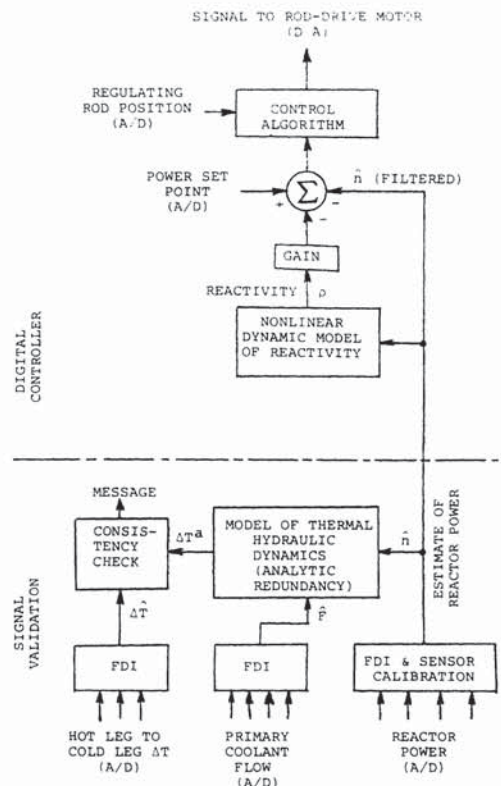 SIGNAL TO ROD-DRIVE MOTOR
(D A)
REGULATING
ROD POSITION
(A/D)
CONTROL
ALGORITHM
POWER SET
POINT
(A/D)
+
Σ
−
−
n̂ (FILTERED)
GAIN
REACTIVITY ρ
NONLINEAR
DYNAMIC MODEL
OF REACTIVITY
DIGITAL
CONTROLLER
MESSAGE
CONSIS-
TENCY
CHECK
ΔTᵃ
MODEL OF THERMAL
HYDRAULIC
DYNAMICS
(ANALYTIC
REDUNDANCY)
n̂
ESTIMATE OF
REACTOR POWER
ΔT̂
F̂
SIGNAL
VALIDATION
FDI
FDI
FDI & SENSOR
CALIBRATION
HOT LEG TO
COLD LEG ΔT
(A/D)
PRIMARY
COOLANT
FLOW
(A/D)
REACTOR
POWER
(A/D)